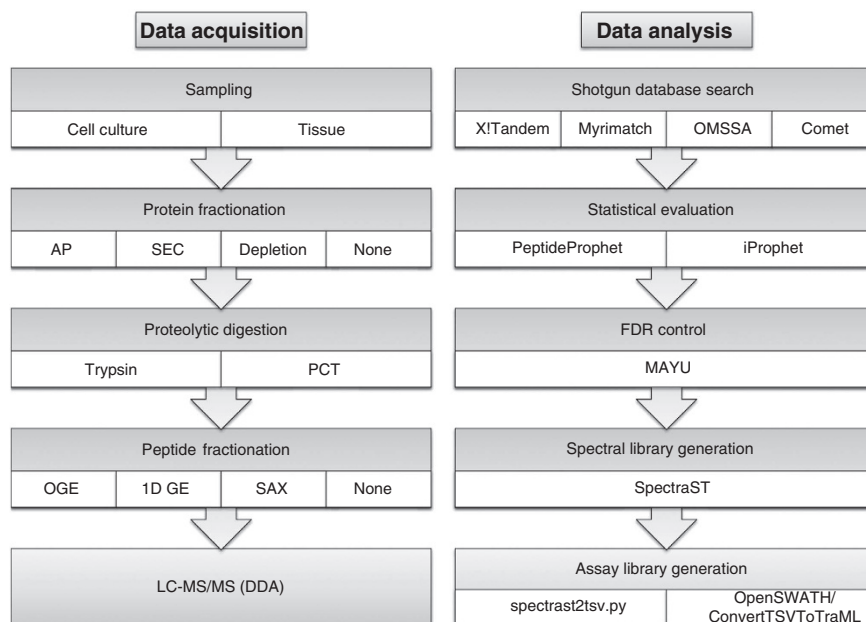 Data acquisition
Sampling
Cell culture
Tissue
Protein fractionation
AP
SEC
Depletion
None
Proteolytic digestion
Trypsin
PCT
Peptide fractionation
OGE
1D GE
SAX
None
LC-MS/MS (DDA)
Data analysis
Shotgun database search
X!Tandem
Myrimatch
OMSSA
Comet
Statistical evaluation
PeptideProphet
iProphet
FDR control
MAYU
Spectral library generation
SpectraST
Assay library generation
spectrast2tsv.py
OpenSWATH/
ConvertTSVToTraML